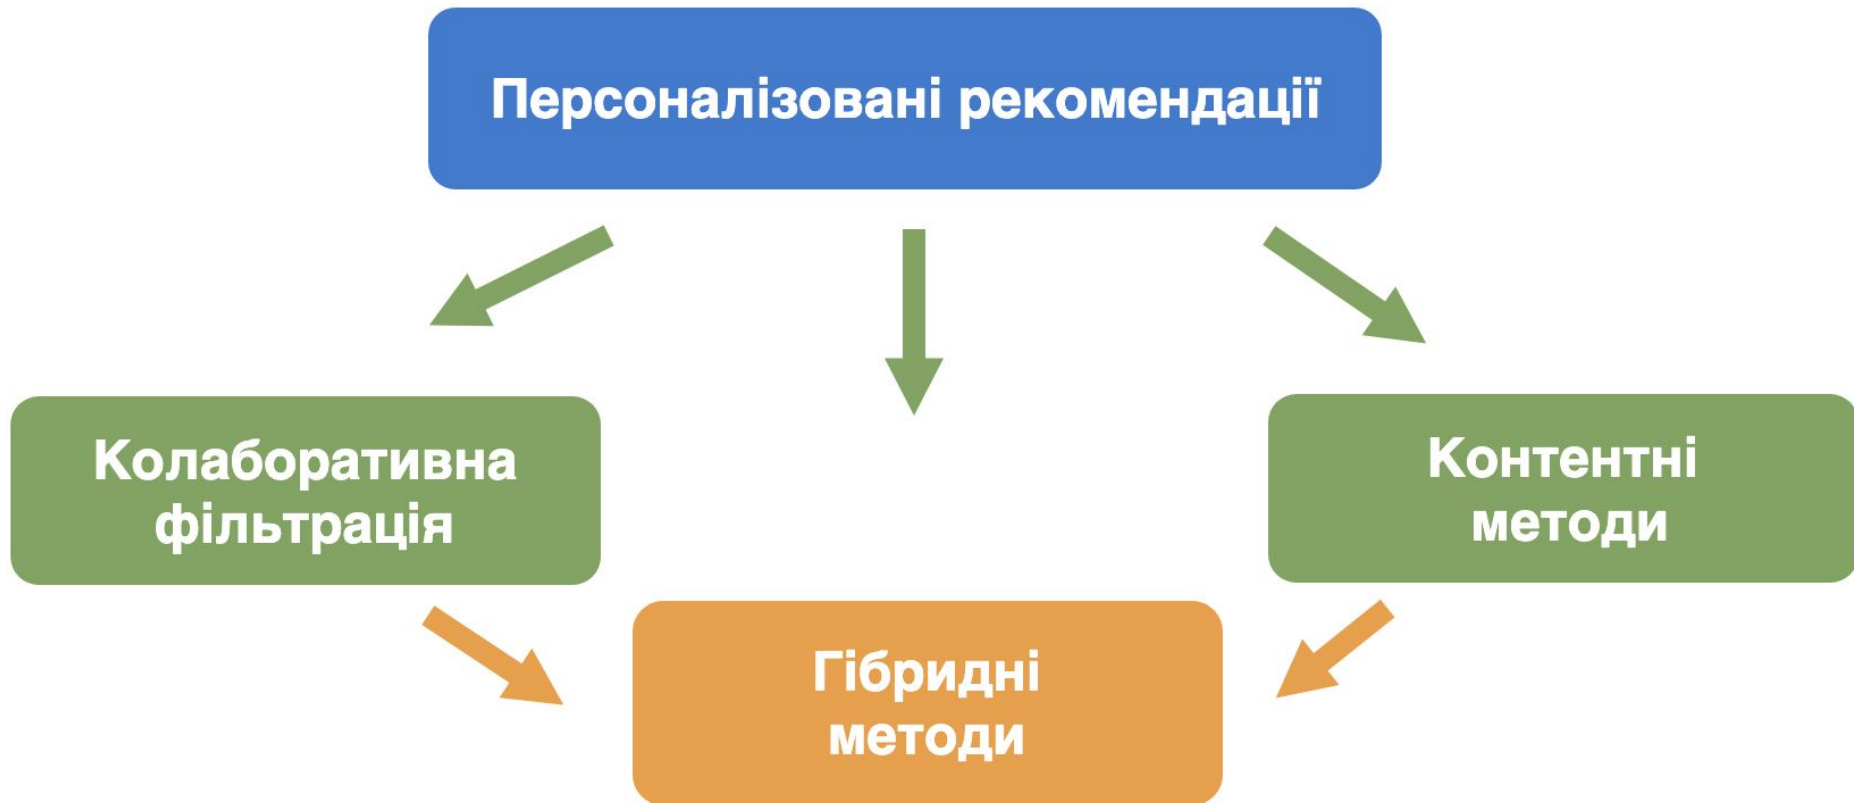 Персоналізовані рекомендації
Колаборативна
фільтрація
Контентні
методи
Гібридні
методи